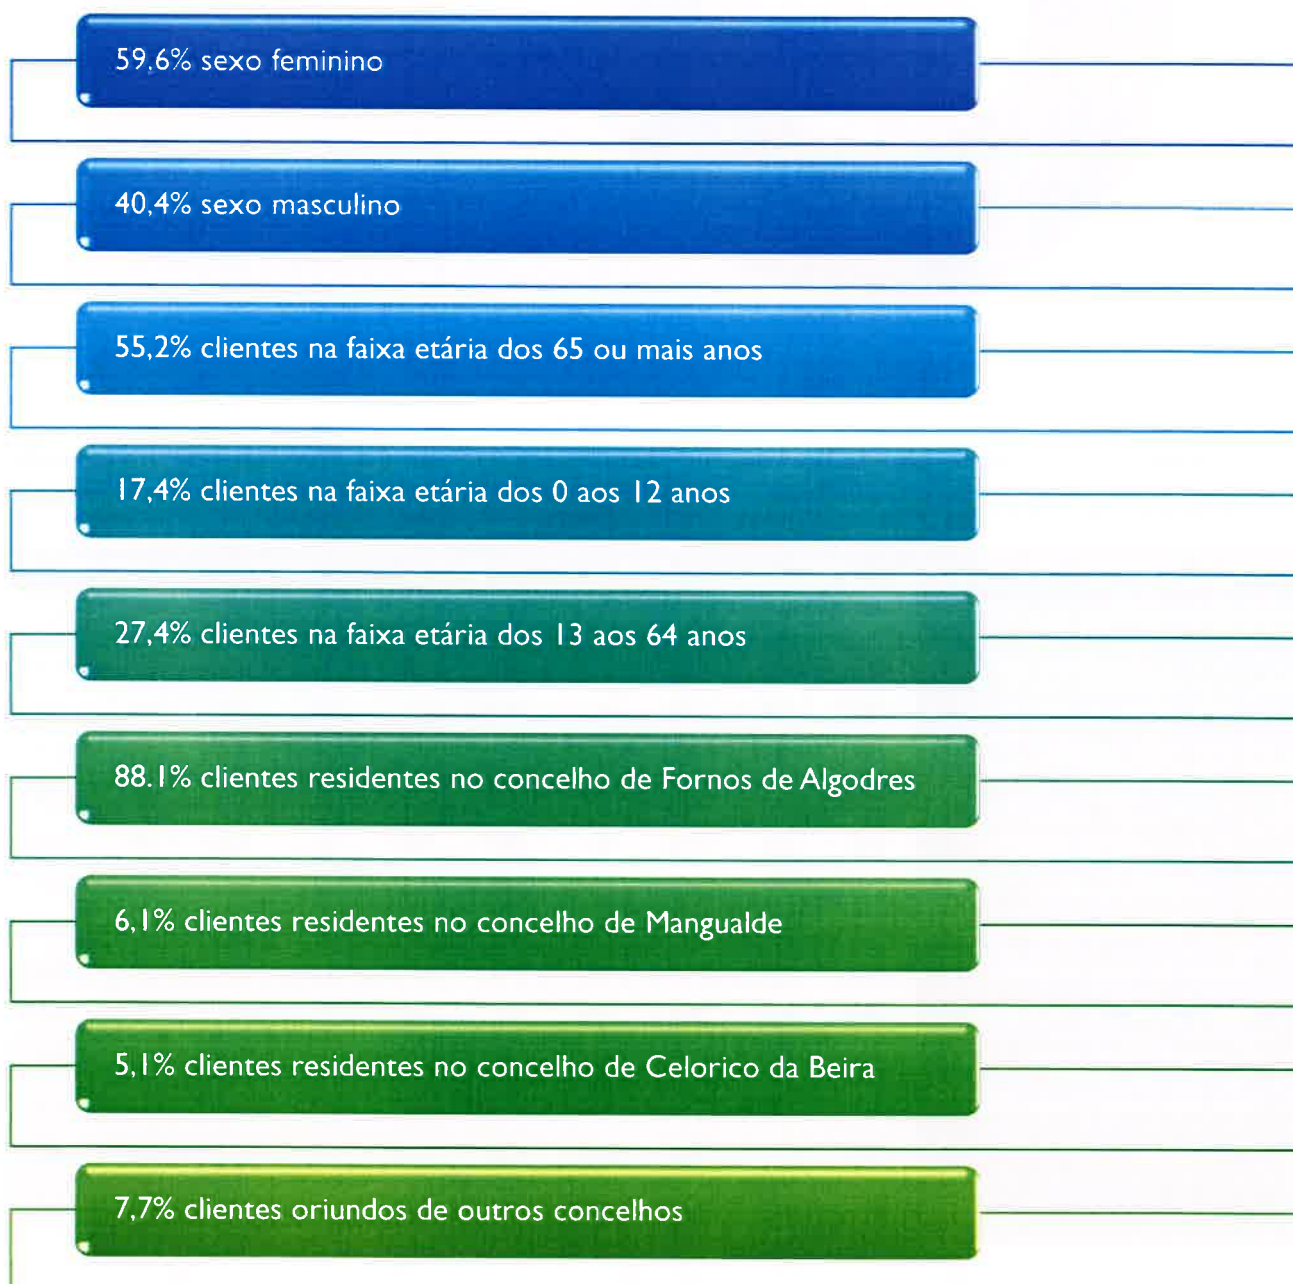 59,6% sexo feminino
40,4% sexo masculino
55,2% clientes na faixa etária dos 65 ou mais anos
17,4% clientes na faixa etária dos 0 aos 12 anos
27,4% clientes na faixa etária dos 13 aos 64 anos
88.1% clientes residentes no concelho de Fornos de Algodres
6,1% clientes residentes no concelho de Mangualde
5,1% clientes residentes no concelho de Celorico da Beira
7,7% clientes oriundos de outros concelhos